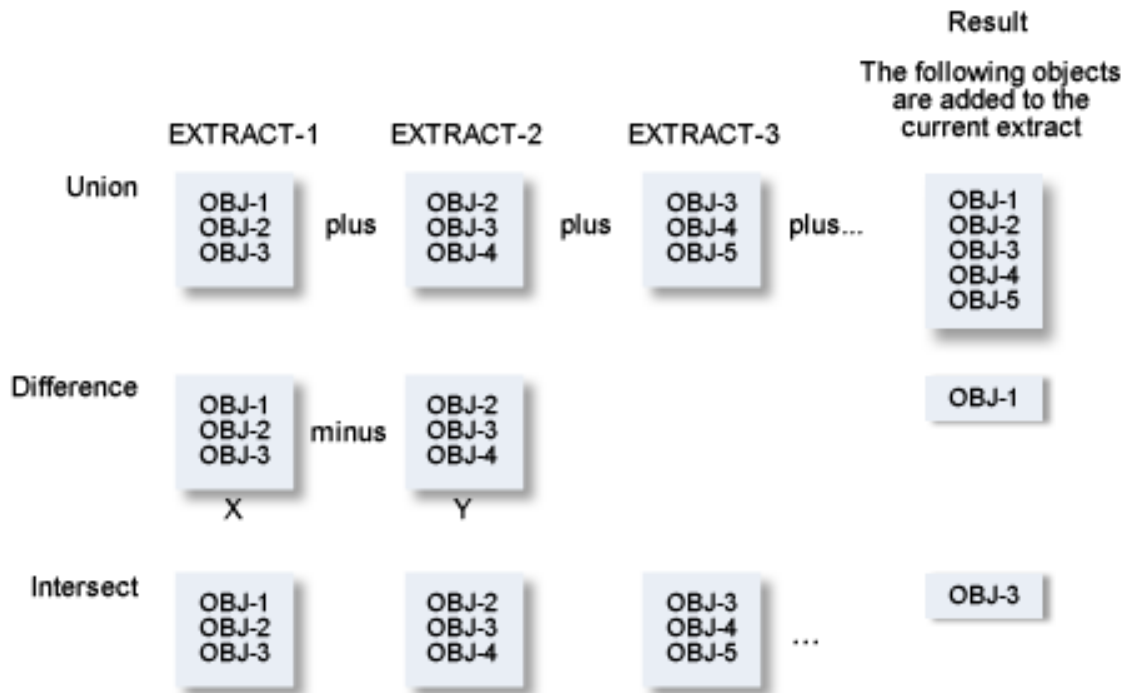 Result
The following objects
are added to the
current extract
EXTRACT-1 EXTRACT-2 EXTRACT-3
Union
OBJ-1
OBJ-2
OBJ-3
plus
OBJ-2
OBJ-3
OBJ-4
plus
OBJ-3
OBJ-4
OBJ-5
plus...
OBJ-1
OBJ-2
OBJ-3
OBJ-4
OBJ-5
Difference
OBJ-1
OBJ-2
OBJ-3
X
minus
OBJ-2
OBJ-3
OBJ-4
Y
OBJ-1
Intersect
OBJ-1
OBJ-2
OBJ-3
OBJ-2
OBJ-3
OBJ-4
OBJ-3
OBJ-4
OBJ-5
...
OBJ-3